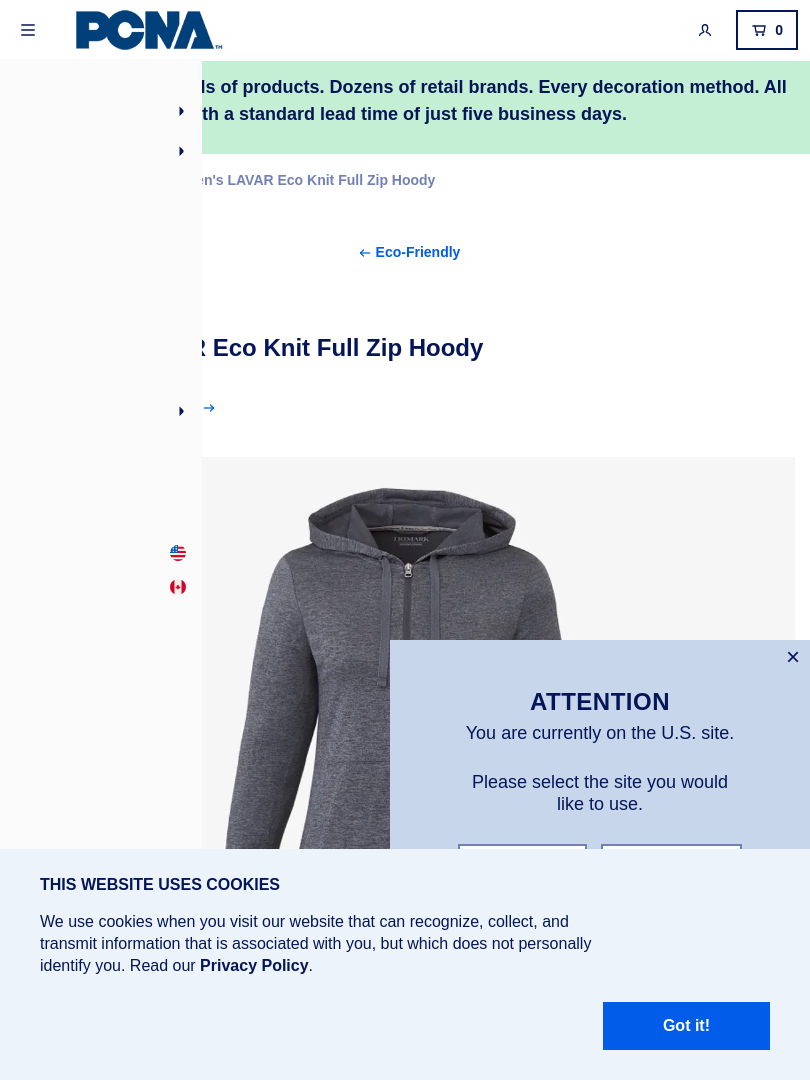 PCNA™
0
ls of products. Dozens of retail brands. Every decoration method. All
th a standard lead time of just five business days.
en's LAVAR Eco Knit Full Zip Hoody
← Eco-Friendly
R Eco Knit Full Zip Hoody
→
ATTENTION
You are currently on the U.S. site.
Please select the site you would
like to use.
THIS WEBSITE USES COOKIES
We use cookies when you visit our website that can recognize, collect, and
transmit information that is associated with you, but which does not personally
identify you. Read our Privacy Policy.
Got it!